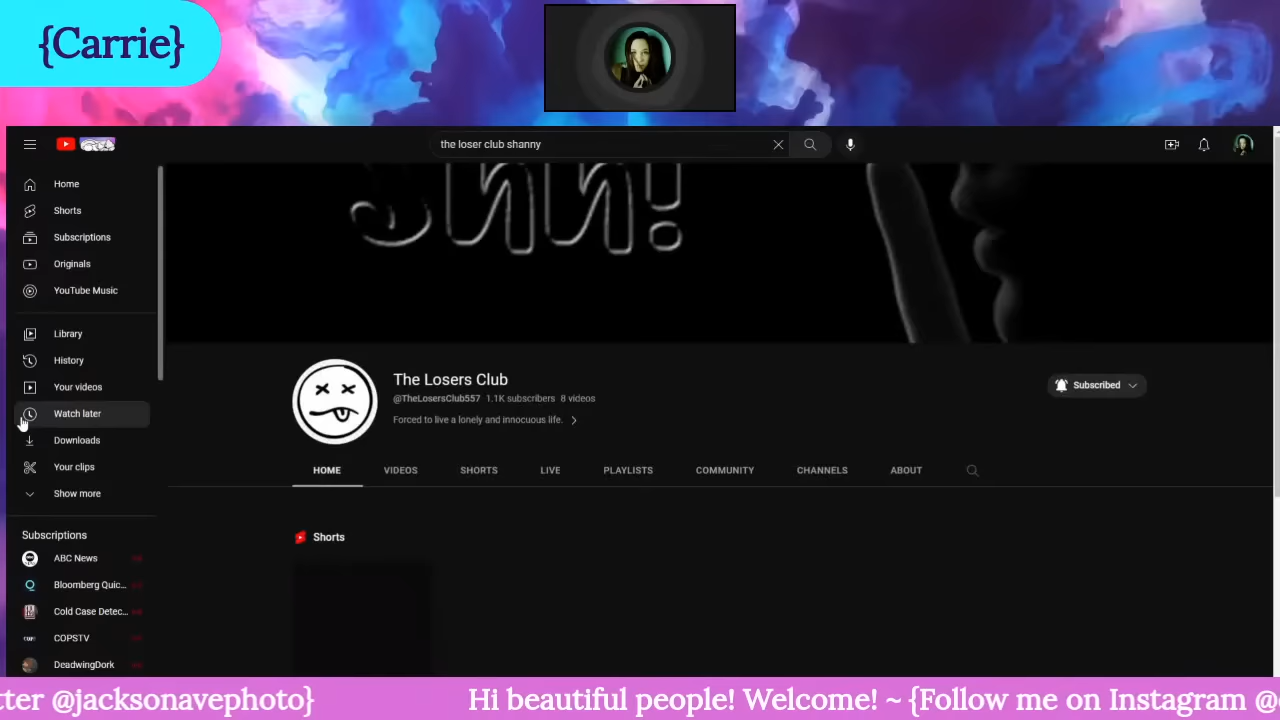 {Carrie}
the loser club shanny
Home
Shorts
Subscriptions
Originals
YouTube Music
Library
History
Your videos
Watch later
Downloads
Your clips
Show more
Subscriptions
ABC News
Bloomberg Quic...
Cold Case Detec...
COPSTV
DeadwingDork
Shh!
The Losers Club
@TheLosersClub557 1.1K subscribers 8 videos
Forced to live a lonely and innocuous life.
Subscribed
HOME VIDEOS SHORTS LIVE PLAYLISTS COMMUNITY CHANNELS ABOUT
Shorts
tter @jacksonavephoto} Hi beautiful people! Welcome! ~ {Follow me on Instagram @